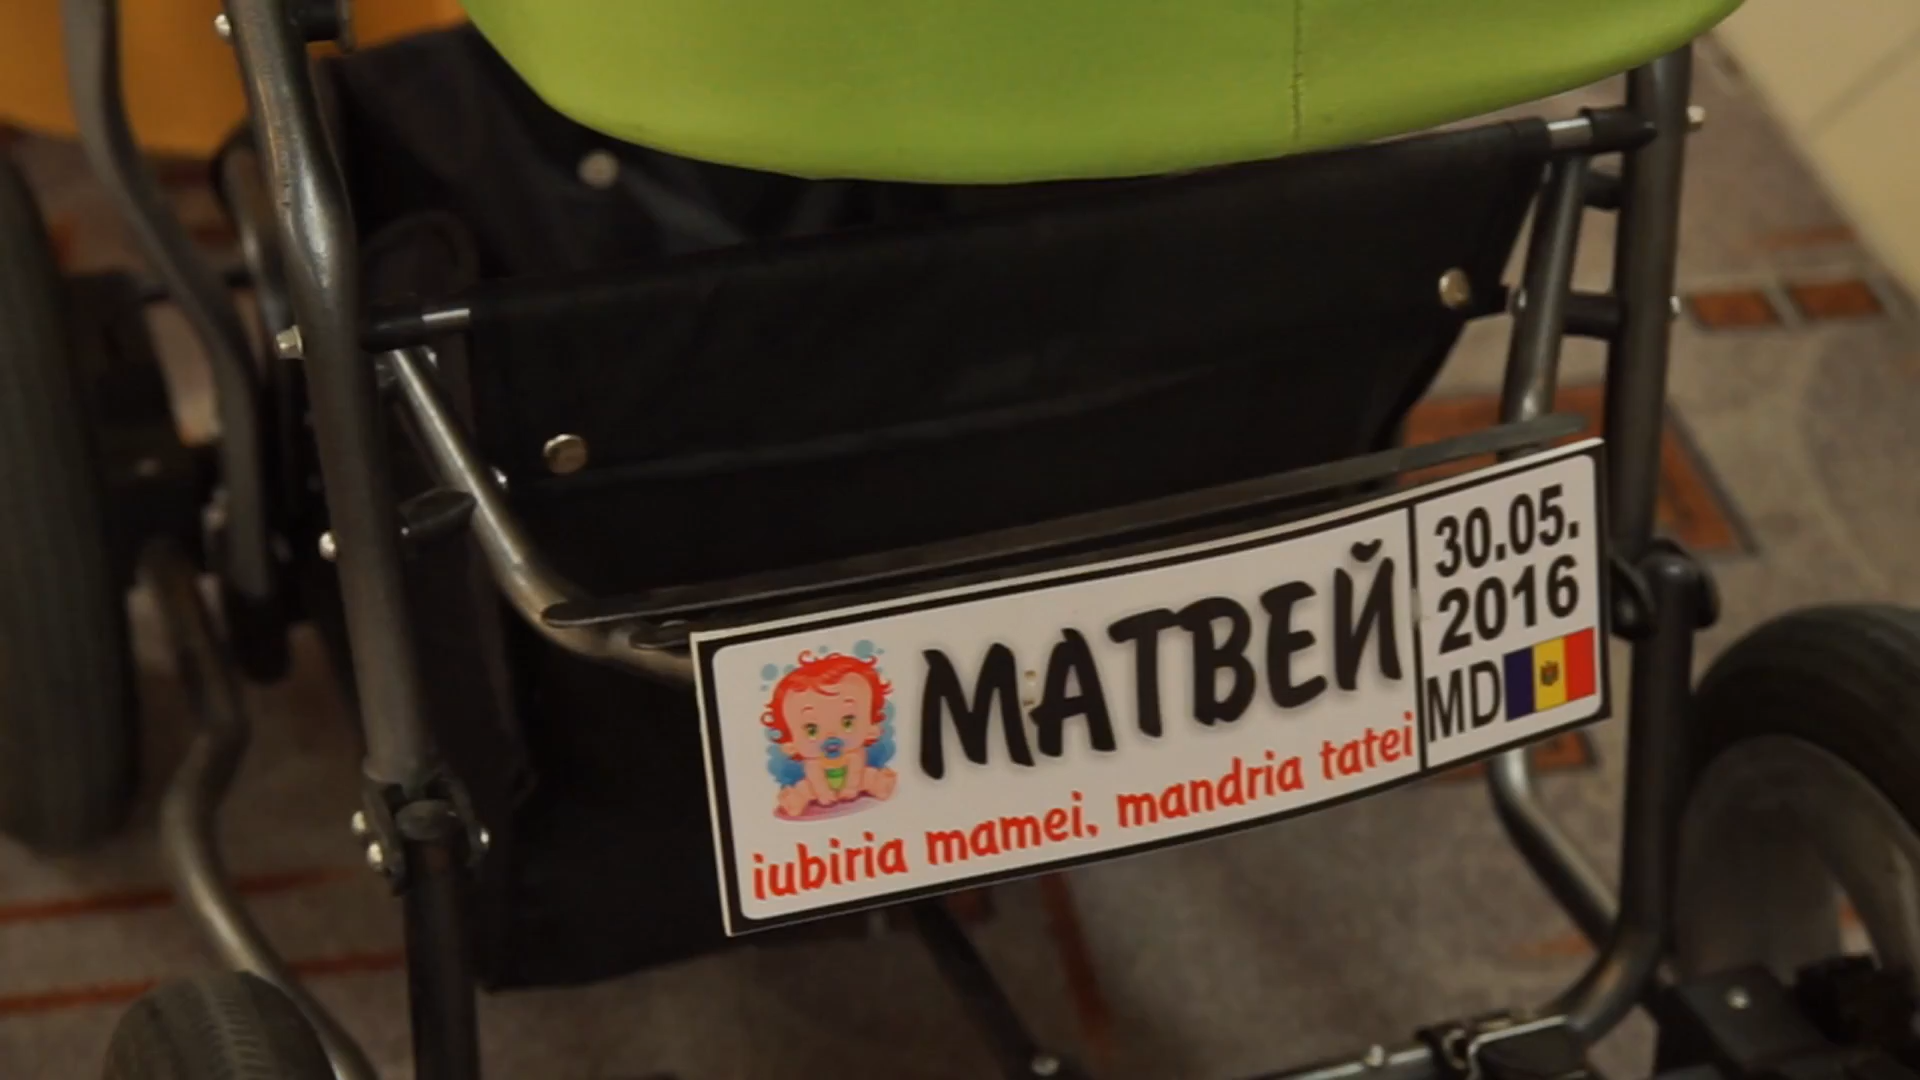 МАТВЕЙ
iubiria mamei, mandria tatei
30.05.
2016
MD